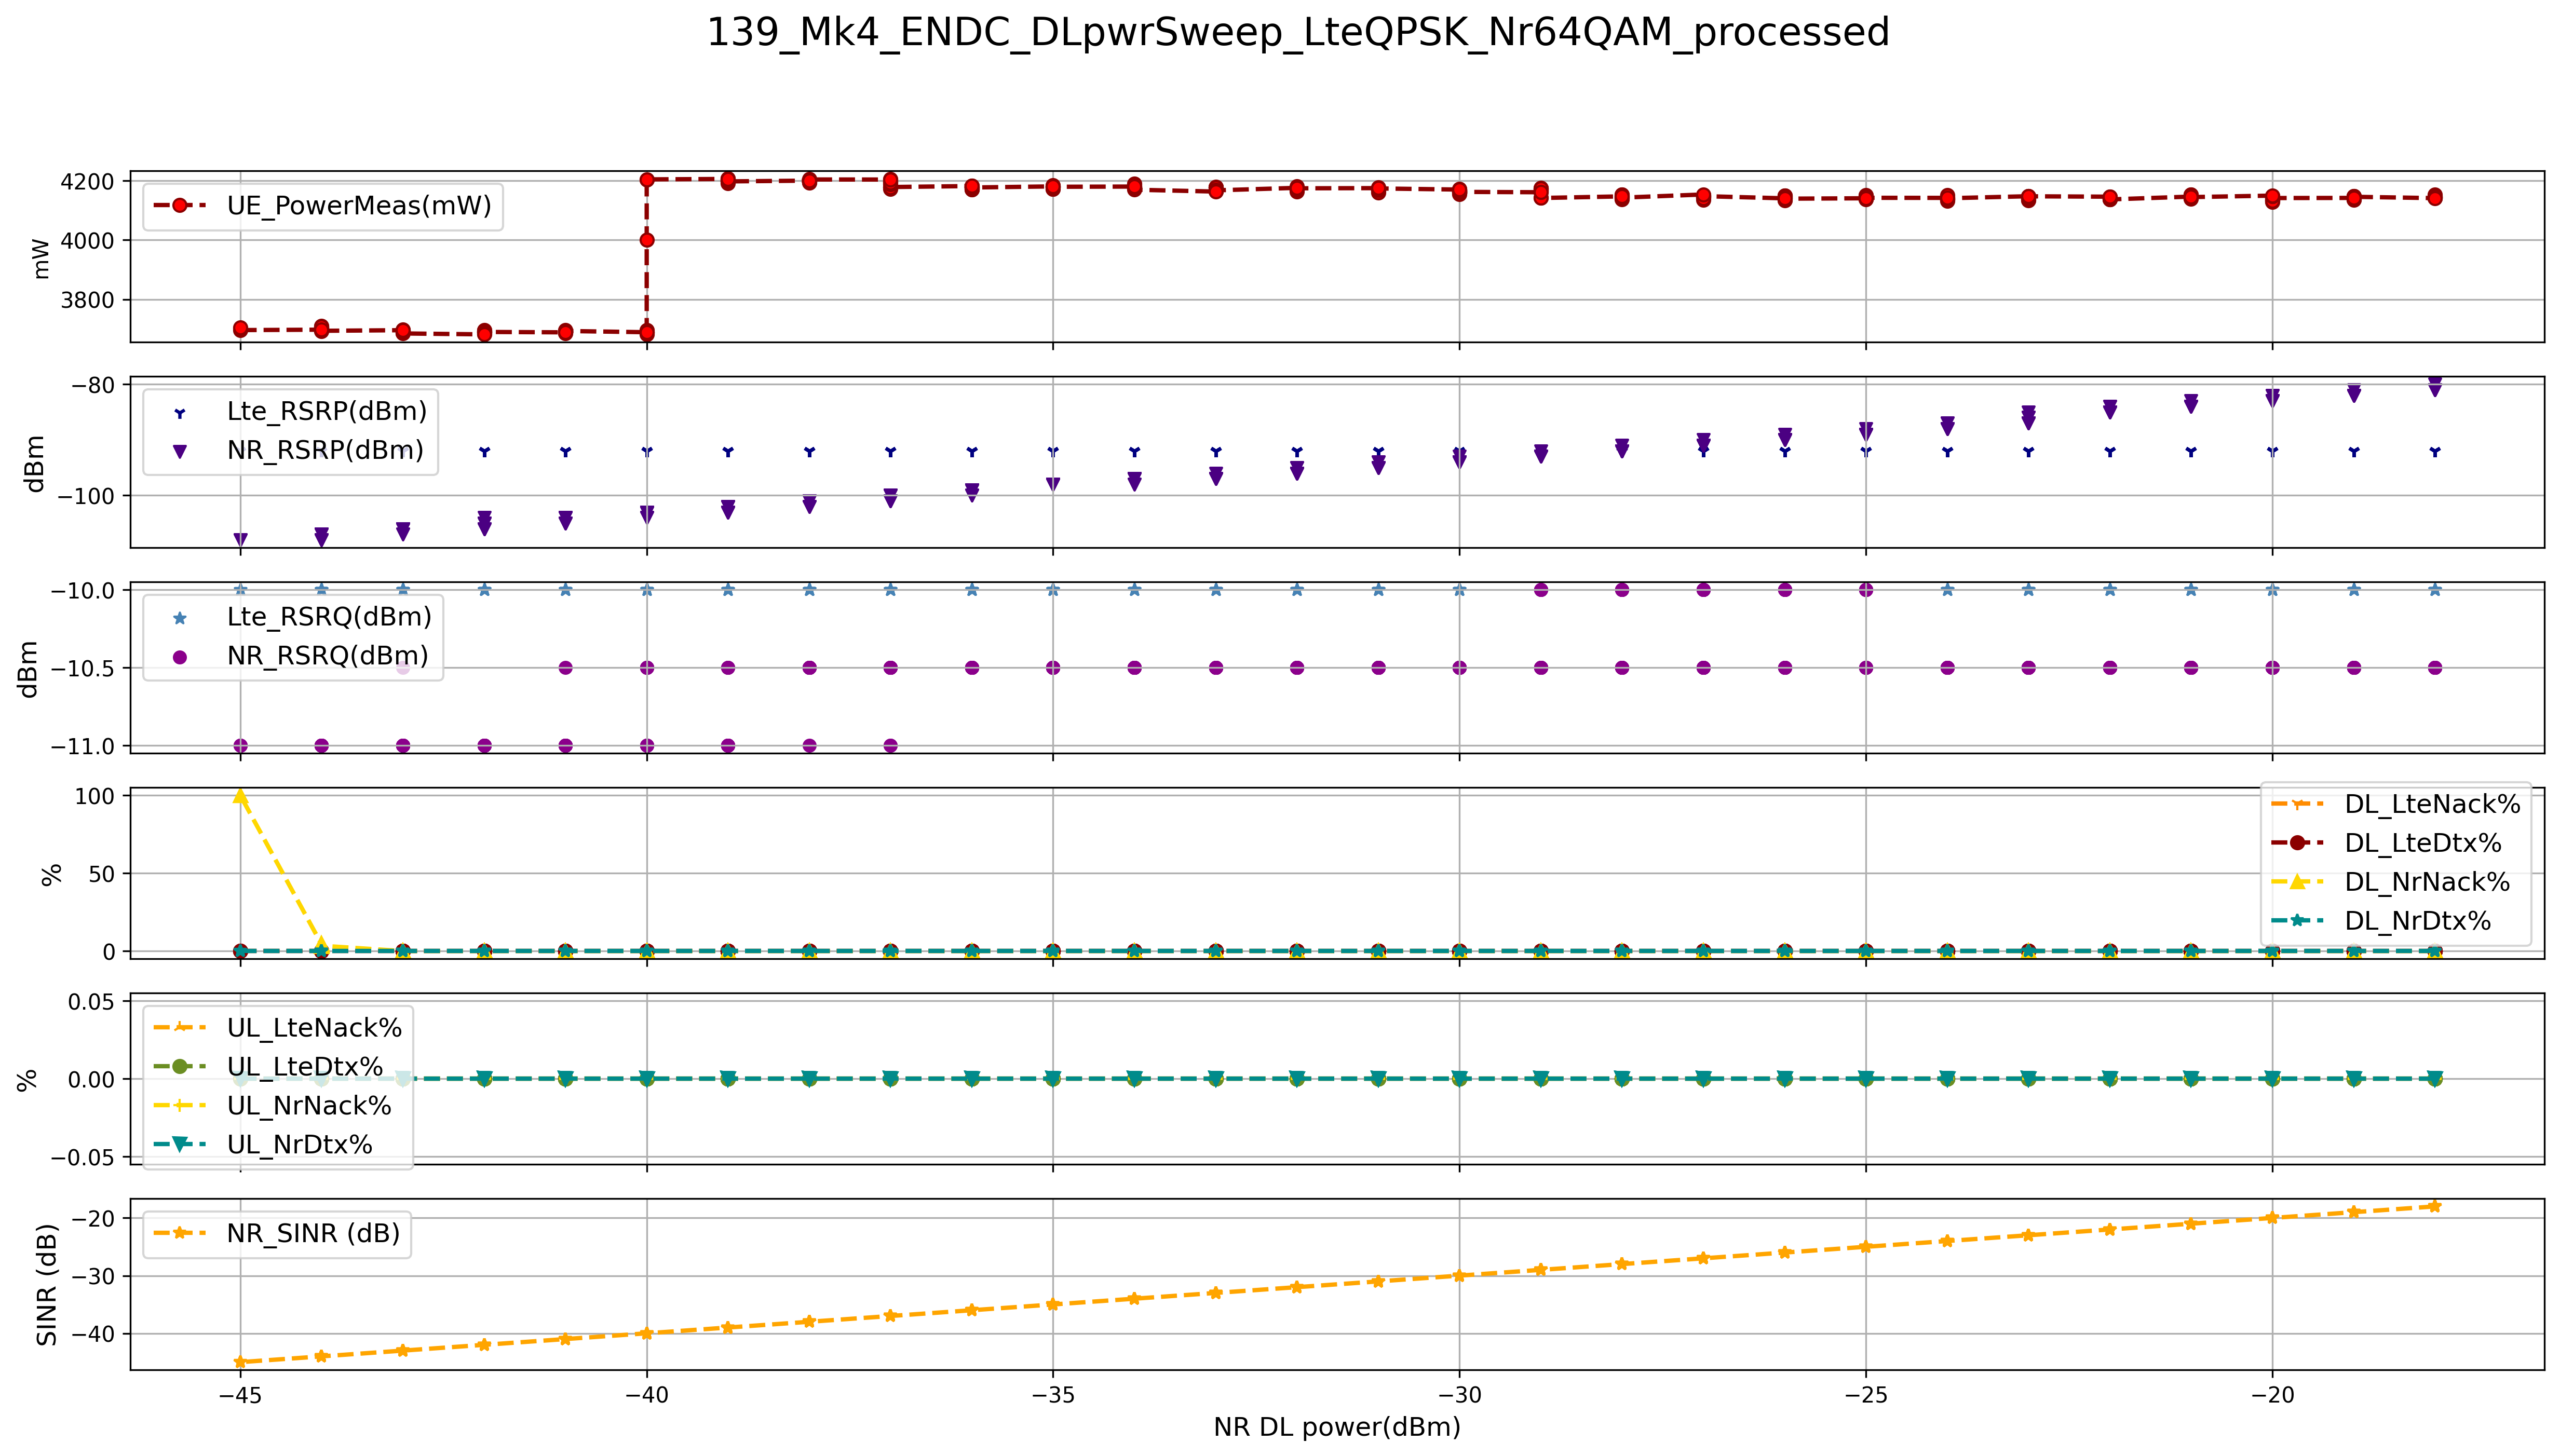 139_Mk4_ENDC_DLpwrSweep_LteQPSK_Nr64QAM_processed
4200
4000
3800
mW
UE_PowerMeas(mW)
−80
−100
dBm
Lte_RSRP(dBm)
NR_RSRP(dBm)
−10.0
−10.5
−11.0
dBm
Lte_RSRQ(dBm)
NR_RSRQ(dBm)
100
50
0
%
DL_LteNack%
DL_LteDtx%
DL_NrNack%
DL_NrDtx%
0.05
0.00
−0.05
%
UL_LteNack%
UL_LteDtx%
UL_NrNack%
UL_NrDtx%
−20
−30
−40
SINR (dB)
NR_SINR (dB)
−45 −40 −35 −30 −25 −20
NR DL power(dBm)